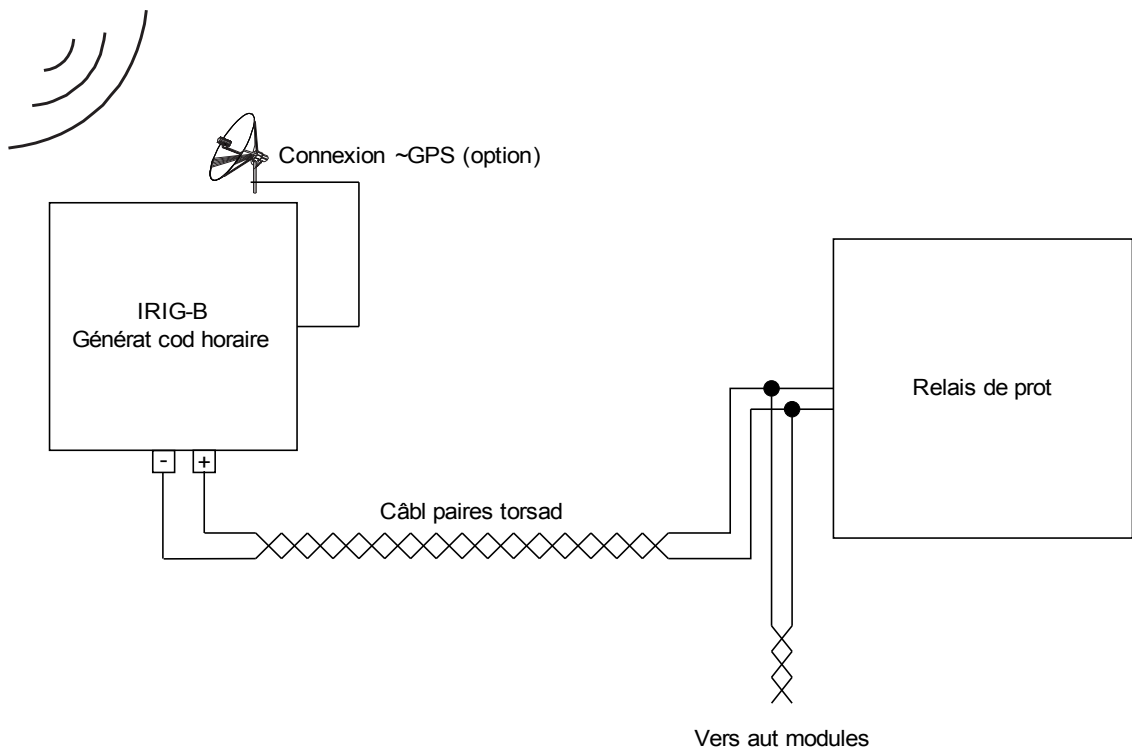 Connexion ~GPS (option)
IRIG-B
Générat cod horaire
Relais de prot
- +
Câbl paires torsad
Vers aut modules